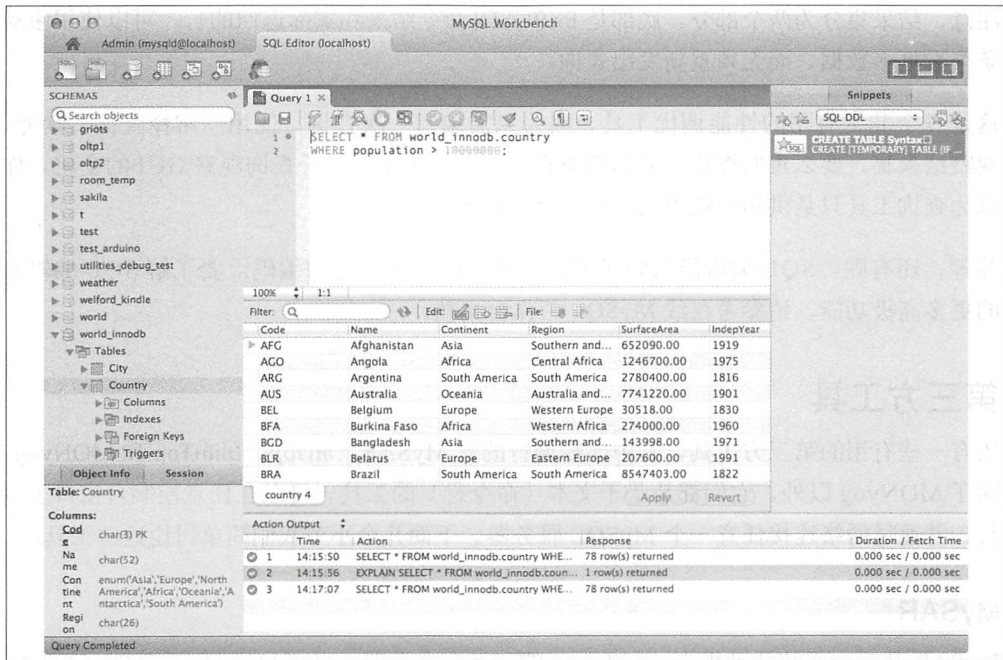 MySQL Workbench
Admin (mysqld@localhost) SQL Editor (localhost)
SCHEMAS
Search objects
griots
oltp1
oltp2
room_temp
sakila
t
test
test_arduino
utilities_debug_test
weather
welford_kindle
world
world_innodb
Tables
City
Country
Columns
Indexes
Foreign Keys
Triggers
Object Info Session
Table: Country
Columns:
Code char(3) PK
Name char(52)
Continent enum('Asia','Europe','North America','Africa','Oceania','Antarctica','South America')
Region char(26)
Query Completed
Query 1
1 SELECT * FROM world_innodb.country
2 WHERE population > 10000000;
100% 1:1
Filter: Edit: File:
Code Name Continent Region SurfaceArea IndepYear
AFG Afghanistan Asia Southern and... 652090.00 1919
AGO Angola Africa Central Africa 1246700.00 1975
ARG Argentina South America South America 2780400.00 1816
AUS Australia Oceania Australia and... 7741220.00 1901
BEL Belgium Europe Western Europe 30518.00 1830
BFA Burkina Faso Africa Western Africa 274000.00 1960
BGD Bangladesh Asia Southern and... 143998.00 1971
BLR Belarus Europe Eastern Europe 207600.00 1991
BRA Brazil South America South America 8547403.00 1822
country 4 Apply Revert
Action Output
Time Action Response Duration / Fetch Time
1 14:15:50 SELECT * FROM world_innodb.country WHE... 78 row(s) returned 0.000 sec / 0.000 sec
2 14:15:56 EXPLAIN SELECT * FROM world_innodb.coun... 1 row(s) returned 0.000 sec / 0.000 sec
3 14:17:07 SELECT * FROM world_innodb.country WHE... 78 row(s) returned 0.000 sec / 0.000 sec
Snippets
SQL DDL
CREATE TABLE Syntax
CREATE [TEMPORARY] TABLE [IF ...